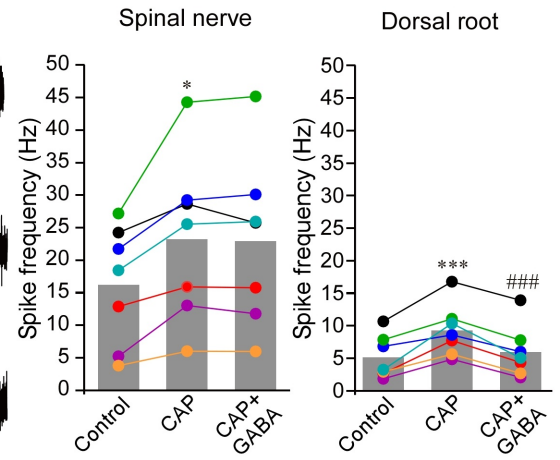 Spinal nerve
Dorsal root
Spike frequency (Hz)
50
45
40
35
30
25
20
15
10
5
0
*
Control
CAP
CAP+
GABA
Spike frequency (Hz)
50
45
40
35
30
25
20
15
10
5
0
***
###
Control
CAP
CAP+
GABA